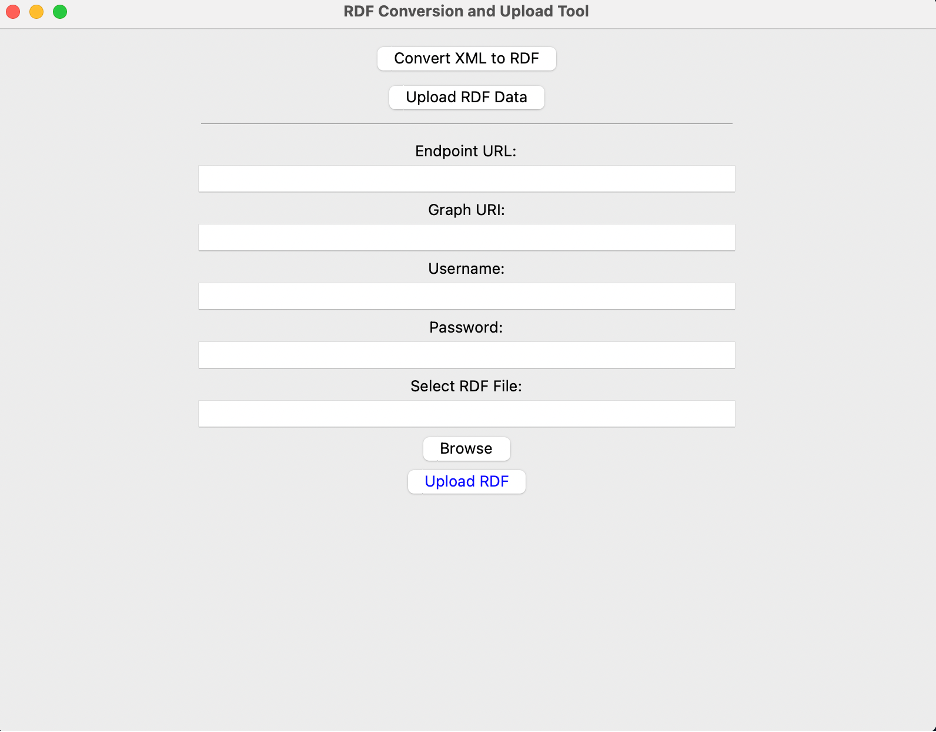 RDF Conversion and Upload Tool
Convert XML to RDF
Upload RDF Data
Endpoint URL:
Graph URI:
Username:
Password:
Select RDF File:
Browse
Upload RDF